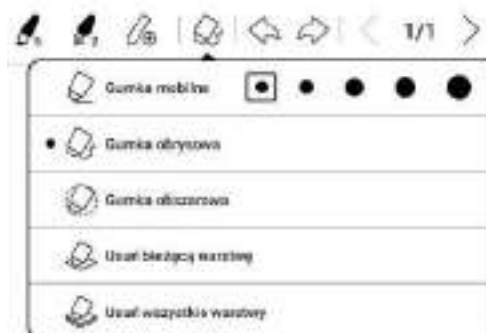 1/1
Gumka mobilna
Gumka obrysowa
Gumka obszarowa
Usuń bieżącą warstwę
Usuń wszystkie warstwy